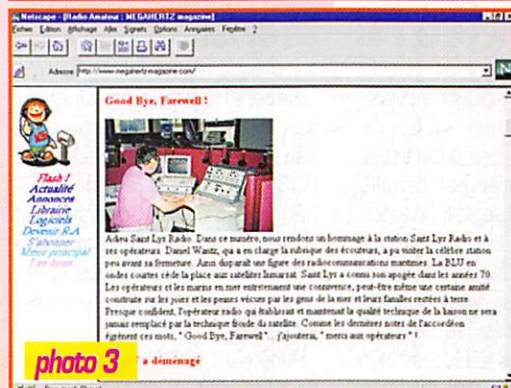 Netscape - [Radio Amateur : MEGAHERTZ magazine]
Fichier Edition Affichage Aller Signets Options Annuaires Fenêtre ?
Adresse http://www.megahertz-magazine.com/
Flash !
Actualité
Annonces
Librairie
Logiciels
Devenir R.A
S'abonner
Menu principal
Good Bye, Farewell !
Adieu Saint Lys Radio. Dans ce numéro, nous rendons un hommage à la station Saint Lys Radio et à
ses opérateurs. Daniel Wantz, qui a en charge la rubrique des écouteurs, a pu visiter la célèbre station
peu avant sa fermeture. Ainsi disparaît une figure des radiocommunications maritimes. La BLU en
ondes courtes cède la place aux satellites Inmarsat. Saint Lys a connu son apogée dans les années 70.
Les opérateurs et les marins en mer entretenaient une connivence, peut-être même une certaine amitié
construite sur les joies et les peines vécues par les gens de la mer et leurs familles restées à terre.
Presque confident, l'opérateur radio qui établissait et maintenait la qualité technique de la liaison ne sera
jamais remplacé par la technique froide du satellite. Comme les dernières notes de l'accordéon
égrènent ces mots, " Good Bye, Farewell "... j'ajouterai, " merci aux opérateurs " !
a déménagé
photo 3